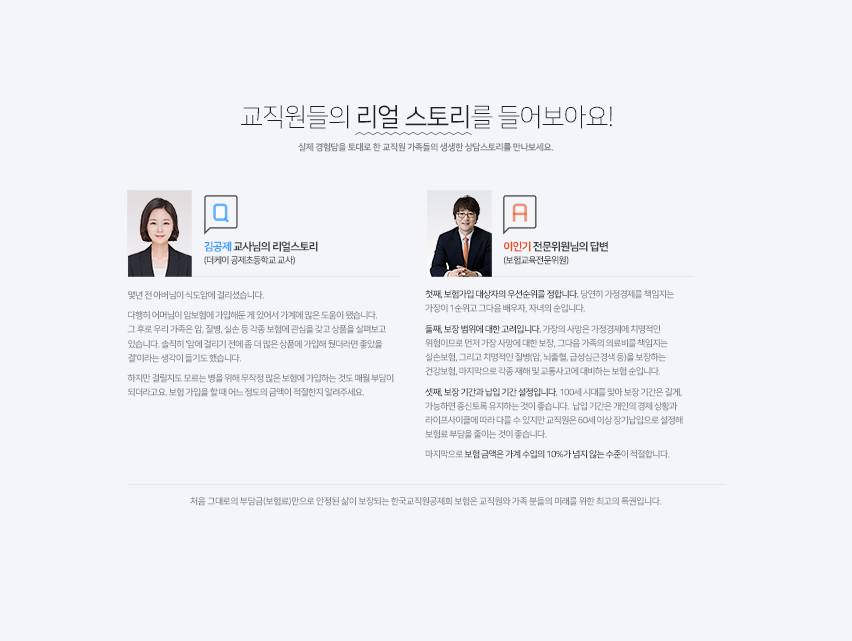 교직원들의 리얼 스토리를 들어보아요!
실제 경험담을 토대로 한 교직원 가족들의 생생한 상담스토리를 만나보세요.
Q
김공제 교사님의 리얼스토리
(더케이 공제초등학교 교사)
몇년 전 아버님이 식도암에 걸리셨습니다.
다행히 어머님이 암보험에 가입해둔 게 있어서 가계에 많은 도움이 됐습니다.
그 후로 우리 가족은 암, 질병, 실손 등 각종 보험에 관심을 갖고 상품을 살펴보고
있습니다. 솔직히 '암에 걸리기 전에 좀 더 많은 상품에 가입해 뒀더라면 좋았을
걸'이라는 생각이 들기도 했습니다.
하지만 걸릴지도 모르는 병을 위해 무작정 많은 보험에 가입하는 것도 매월 부담이
되더라고요. 보험 가입을 할 때 어느 정도의 금액이 적절한지 알려주세요.
A
이인기 전문위원님의 답변
(보험교육전문위원)
첫째, 보험가입 대상자의 우선순위를 정합니다. 당연히 가정경제를 책임지는
가장이 1순위고 그다음 배우자, 자녀의 순입니다.
둘째, 보장 범위에 대한 고려입니다. 가장의 사망은 가정경제에 치명적인
위험이므로 먼저 가장 사망에 대한 보장, 그다음 가족의 의료비를 책임지는
실손보험, 그리고 치명적인 질병(암, 뇌출혈, 급성심근경색 등)을 보장하는
건강보험, 마지막으로 각종 재해 및 교통사고에 대비하는 보험 순입니다.
셋째, 보장 기간과 납입 기간 설정입니다. 100세 시대를 맞아 보장 기간은 길게,
가능하면 종신토록 유지하는 것이 좋습니다. 납입 기간은 개인의 경제 상황과
라이프사이클에 따라 다를 수 있지만 교직원은 60세 이상 장기납입으로 설정해
보험료 부담을 줄이는 것이 좋습니다.
마지막으로 보험 금액은 가계 수입의 10%가 넘지 않는 수준이 적절합니다.
처음 그대로의 부담금(보험료)만으로 안정된 삶이 보장되는 한국교직원공제회 보험은 교직원와 가족 분들의 미래를 위한 최고의 특권입니다.